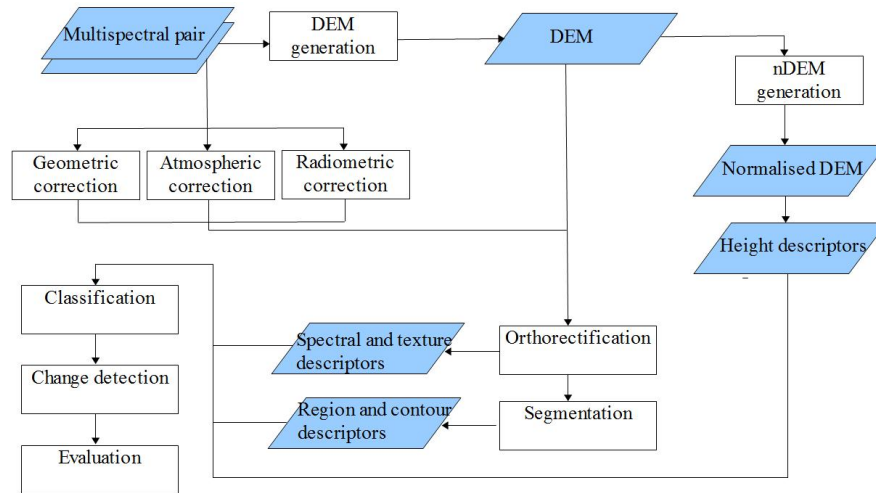 Multispectral pair
DEM
generation
DEM
nDEM
generation
Geometric
correction
Atmospheric
correction
Radiometric
correction
Normalised DEM
Height descriptors
Classification
Spectral and texture
descriptors
Orthorectification
Change detection
Region and contour
descriptors
Segmentation
Evaluation